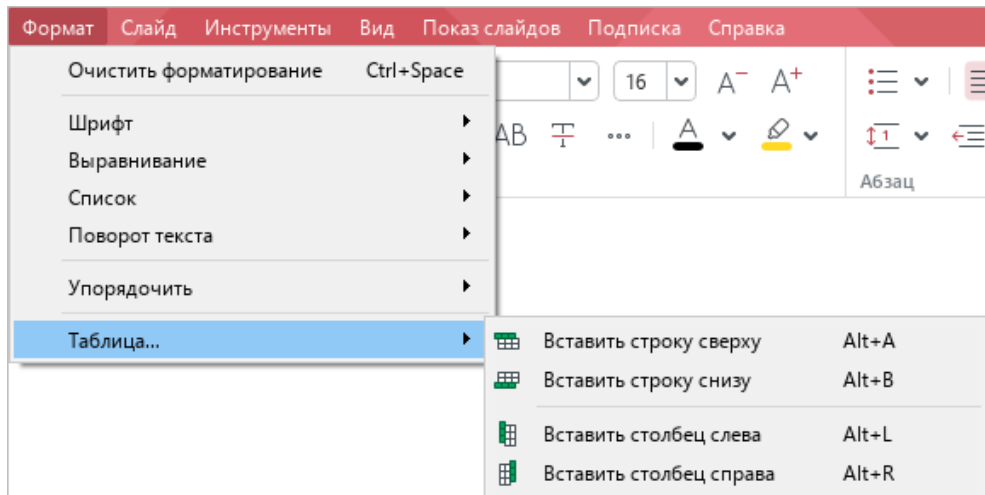 Формат Слайд Инструменты Вид Показ слайдов Подписка Справка
Очистить форматирование Ctrl+Space
16 A− A+
Шрифт
AB T ••• A
Выравнивание
Абзац
Список
Поворот текста
Упорядочить
Таблица...
Вставить строку сверху Alt+A
Вставить строку снизу Alt+B
Вставить столбец слева Alt+L
Вставить столбец справа Alt+R